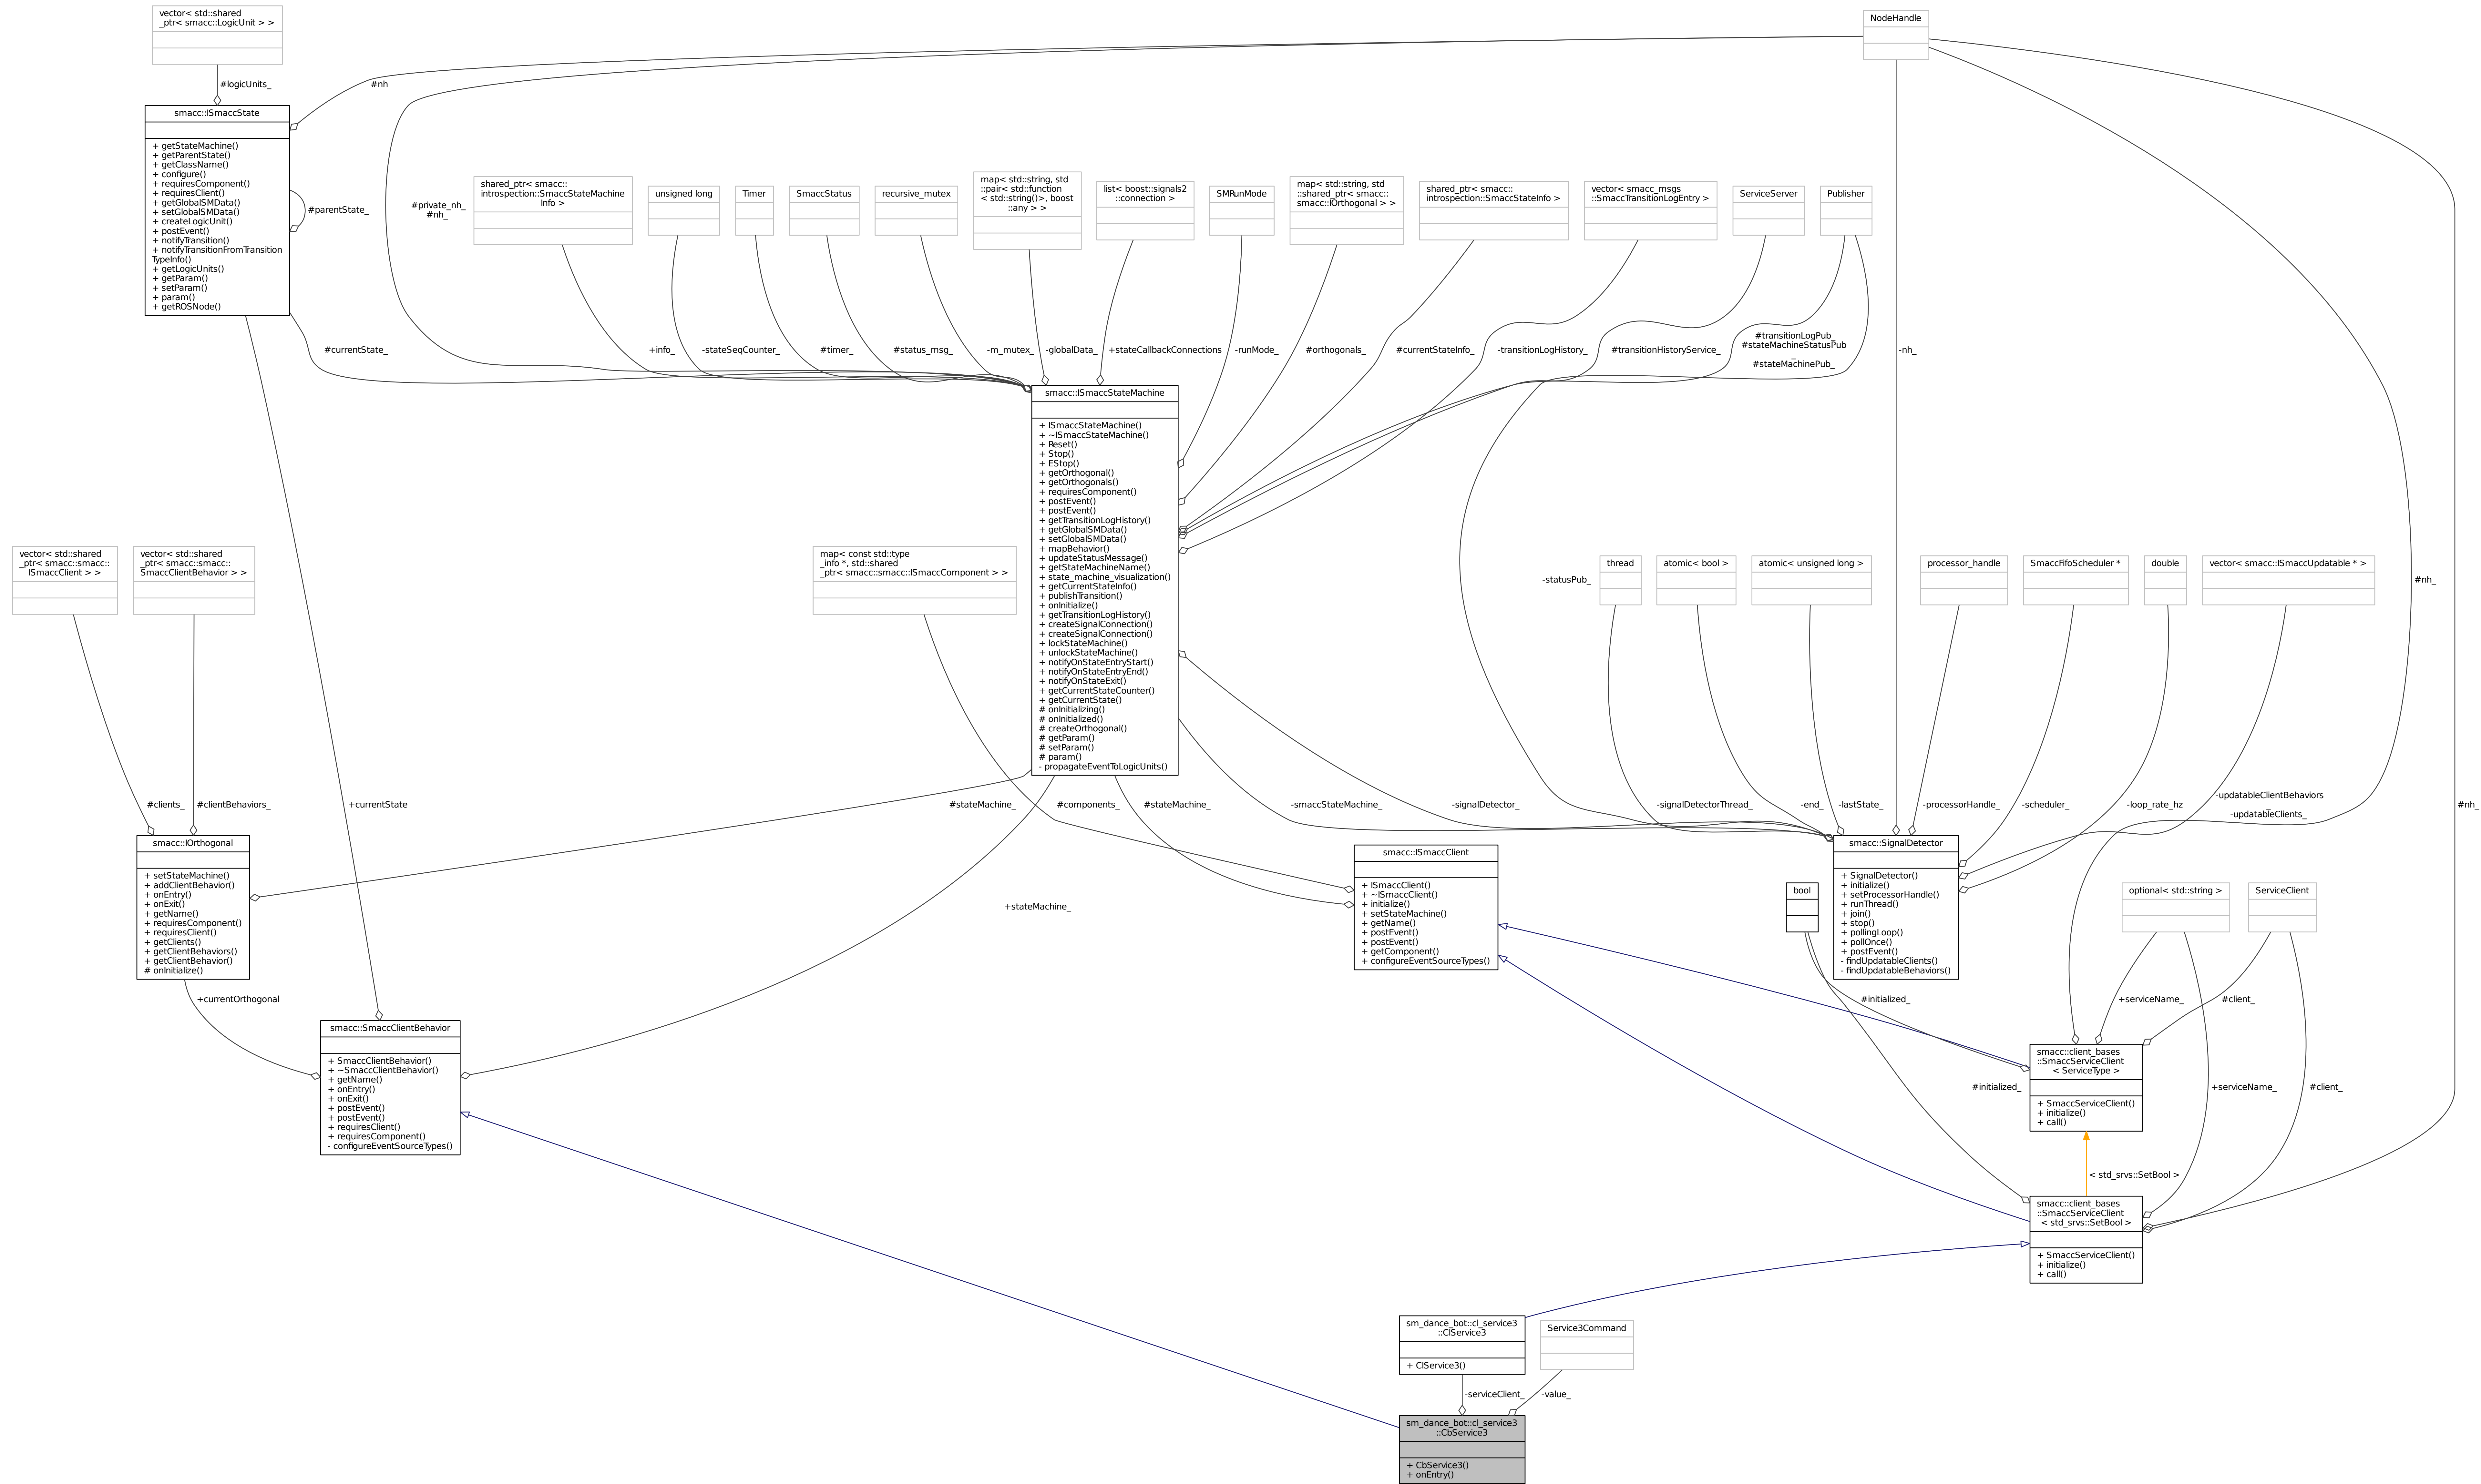 vector< std::shared
_ptr< smacc::LogicUnit > >
NodeHandle
#logicUnits_
#nh
smacc::ISmaccState
+ getStateMachine()
+ getParentState()
+ getClassName()
+ configure()
+ requiresComponent()
+ requiresClient()
+ getGlobalSMData()
+ setGlobalSMData()
+ createLogicUnit()
+ postEvent()
+ notifyTransition()
+ notifyTransitionFromTransition
TypeInfo()
+ getLogicUnits()
+ getParam()
+ setParam()
+ param()
+ getROSNode()
#parentState_
#private_nh_
#nh_
shared_ptr< smacc::
introspection::SmaccStateMachine
Info >
unsigned long
Timer
SmaccStatus
recursive_mutex
map< std::string, std
::pair< std::function
< std::string()>, boost
::any > >
list< boost::signals2
::connection >
SMRunMode
map< std::string, std
::shared_ptr< smacc::
smacc::IOrthogonal > >
shared_ptr< smacc::
introspection::SmaccStateInfo >
vector< smacc_msgs
::SmaccTransitionLogEntry >
ServiceServer
Publisher
#currentState_
+info_
-stateSeqCounter_
#timer_
#status_msg_
-m_mutex_
-globalData_
+stateCallbackConnections
-runMode_
#orthogonals_
#currentStateInfo_
-transitionLogHistory_
#transitionHistoryService_
#transitionLogPub_
#stateMachineStatusPub
_
#stateMachinePub_
-nh_
smacc::ISmaccStateMachine
+ ISmaccStateMachine()
+ ~ISmaccStateMachine()
+ Reset()
+ Stop()
+ EStop()
+ getOrthogonal()
+ getOrthogonals()
+ requiresComponent()
+ postEvent()
+ postEvent()
+ getTransitionLogHistory()
+ getGlobalSMData()
+ setGlobalSMData()
+ mapBehavior()
+ updateStatusMessage()
+ getStateMachineName()
+ state_machine_visualization()
+ getCurrentStateInfo()
+ publishTransition()
+ onInitialize()
+ getTransitionLogHistory()
+ createSignalConnection()
+ createSignalConnection()
+ lockStateMachine()
+ unlockStateMachine()
+ notifyOnStateEntryStart()
+ notifyOnStateEntryEnd()
+ notifyOnStateExit()
+ getCurrentStateCounter()
+ getCurrentState()
# onInitializing()
# onInitialized()
# createOrthogonal()
# getParam()
# setParam()
# param()
- propagateEventToLogicUnits()
vector< std::shared
_ptr< smacc::smacc::
ISmaccClient > >
vector< std::shared
_ptr< smacc::smacc::
SmaccClientBehavior > >
map< const std::type
_info *, std::shared
_ptr< smacc::smacc::ISmaccComponent > >
-statusPub_
thread
atomic< bool >
atomic< unsigned long >
processor_handle
SmaccFifoScheduler *
double
vector< smacc::ISmaccUpdatable * >
#nh_
#clients_
#clientBehaviors_
+currentState
#stateMachine_
#components_
#stateMachine_
-smaccStateMachine_
-signalDetector_
-signalDetectorThread_
-end_
-lastState_
-processorHandle_
-scheduler_
-loop_rate_hz
-updatableClientBehaviors
_
-updatableClients_
#nh_
smacc::IOrthogonal
+ setStateMachine()
+ addClientBehavior()
+ onEntry()
+ onExit()
+ getName()
+ requiresComponent()
+ requiresClient()
+ getClients()
+ getClientBehaviors()
+ getClientBehavior()
# onInitialize()
+stateMachine_
smacc::ISmaccClient
+ ISmaccClient()
+ ~ISmaccClient()
+ initialize()
+ setStateMachine()
+ getName()
+ postEvent()
+ postEvent()
+ getComponent()
+ configureEventSourceTypes()
smacc::SignalDetector
+ SignalDetector()
+ initialize()
+ setProcessorHandle()
+ runThread()
+ join()
+ stop()
+ pollingLoop()
+ pollOnce()
+ postEvent()
- findUpdatableClients()
- findUpdatableBehaviors()
bool
optional< std::string >
ServiceClient
+currentOrthogonal
#initialized_
+serviceName_
#client_
smacc::SmaccClientBehavior
+ SmaccClientBehavior()
+ ~SmaccClientBehavior()
+ getName()
+ onEntry()
+ onExit()
+ postEvent()
+ postEvent()
+ requiresClient()
+ requiresComponent()
- configureEventSourceTypes()
smacc::client_bases
::SmaccServiceClient
< ServiceType >
+ SmaccServiceClient()
+ initialize()
+ call()
#initialized_
+serviceName_
#client_
< std_srvs::SetBool >
smacc::client_bases
::SmaccServiceClient
< std_srvs::SetBool >
+ SmaccServiceClient()
+ initialize()
+ call()
sm_dance_bot::cl_service3
::ClService3
+ ClService3()
Service3Command
-serviceClient_
-value_
sm_dance_bot::cl_service3
::CbService3
+ CbService3()
+ onEntry()